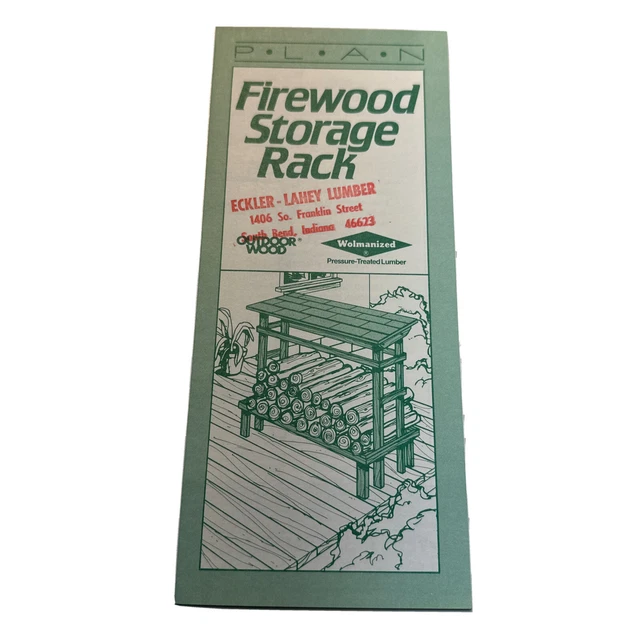 P•L•A•N
Firewood
Storage
Rack
ECKLER - LAHEY LUMBER
1406 So. Franklin Street
South Bend, Indiana 46623
OUTDOOR®
WOOD
Wolmanized
®
Pressure-Treated Lumber